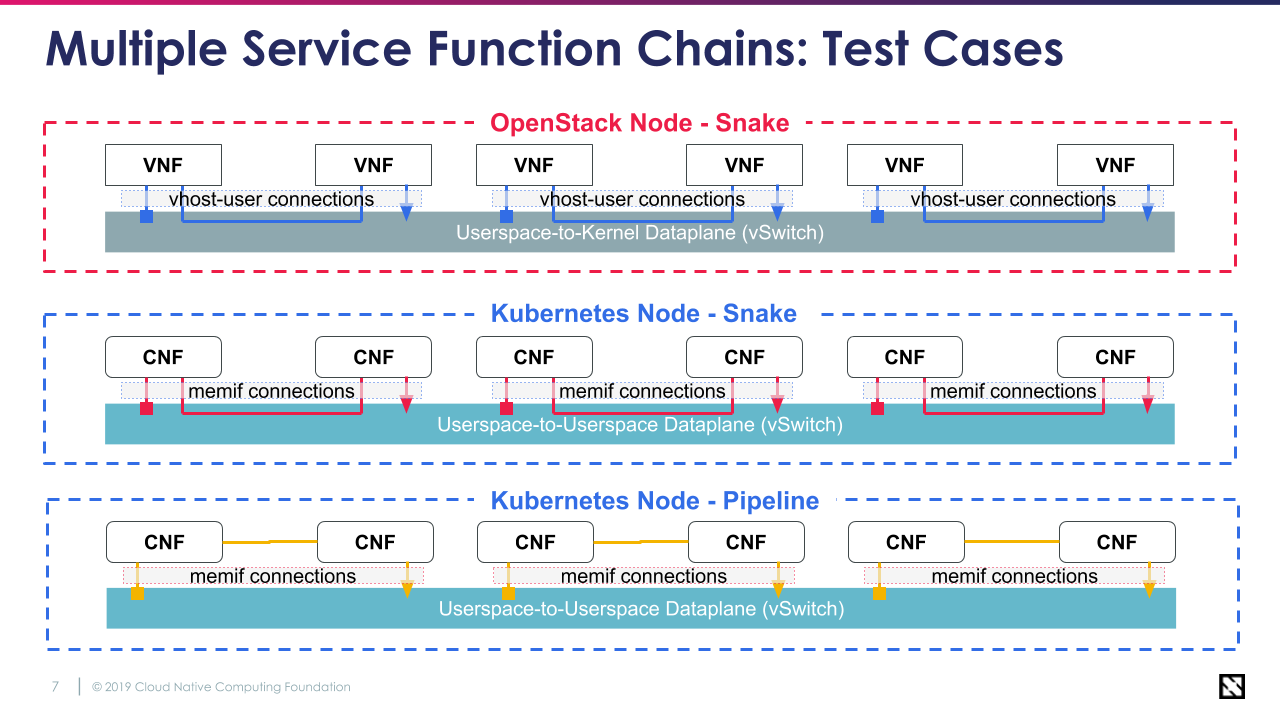 Multiple Service Function Chains: Test Cases
OpenStack Node - Snake
VNF VNF VNF VNF VNF VNF
vhost-user connections vhost-user connections vhost-user connections
Userspace-to-Kernel Dataplane (vSwitch)
Kubernetes Node - Snake
CNF CNF CNF CNF CNF CNF
memif connections memif connections memif connections
Userspace-to-Userspace Dataplane (vSwitch)
Kubernetes Node - Pipeline
CNF CNF CNF CNF CNF CNF
memif connections memif connections memif connections
Userspace-to-Userspace Dataplane (vSwitch)
7 © 2019 Cloud Native Computing Foundation